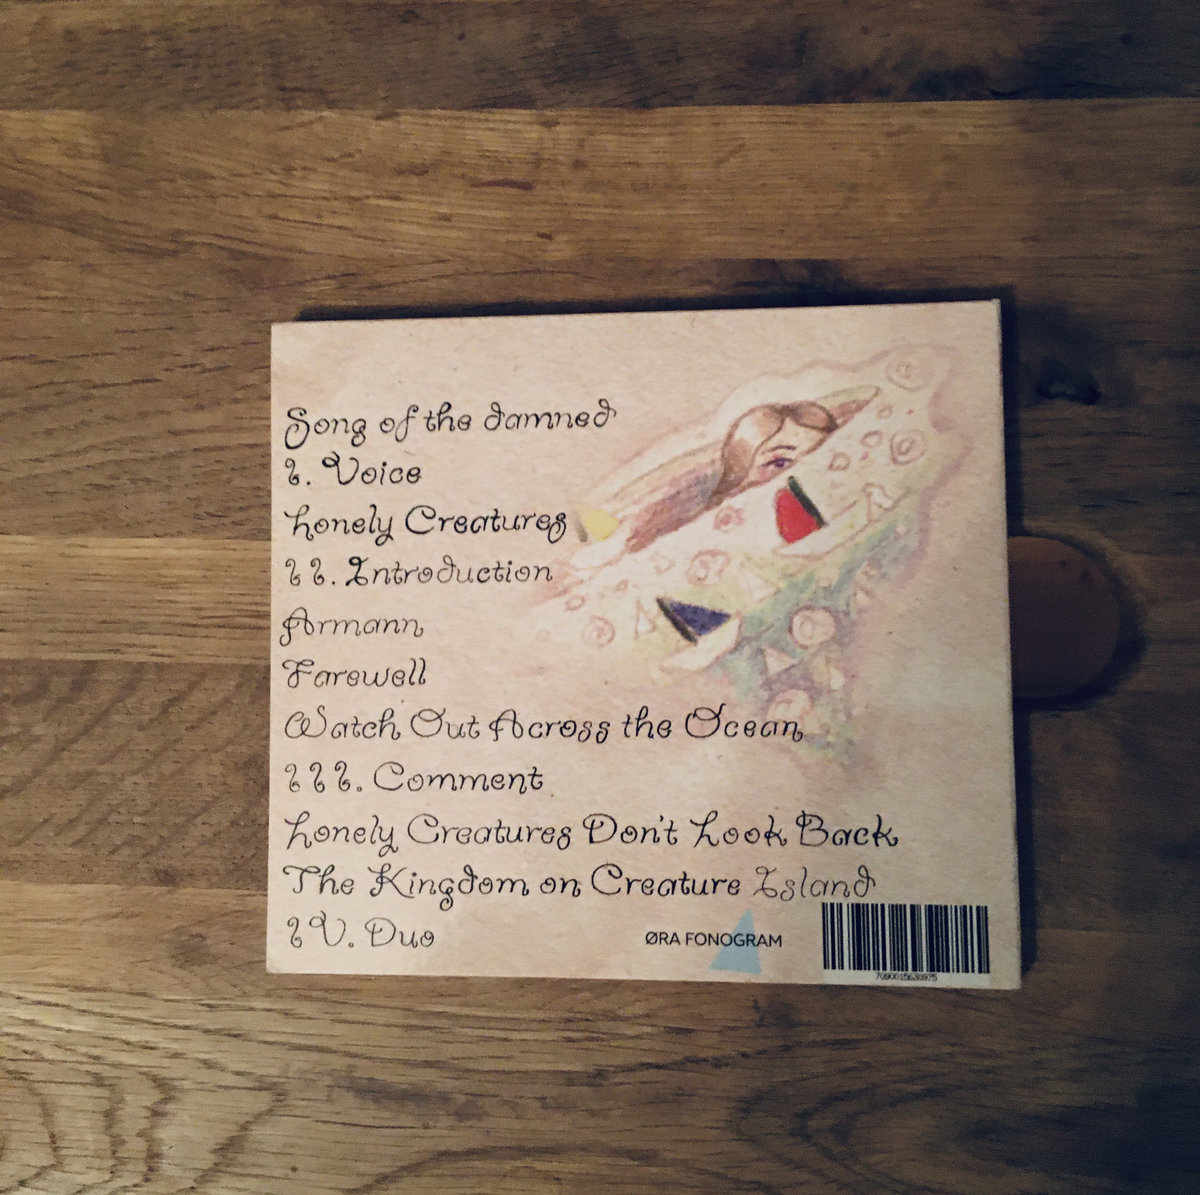 Song of the damned
I. Voice
Lonely Creatures
II. Introduction
Armann
Farewell
Watch Out Across the Ocean
III. Comment
Lonely Creatures Don't Look Back
The Kingdom on Creature Island
IV. Duo
ØRA FONOGRAM
7090015630975